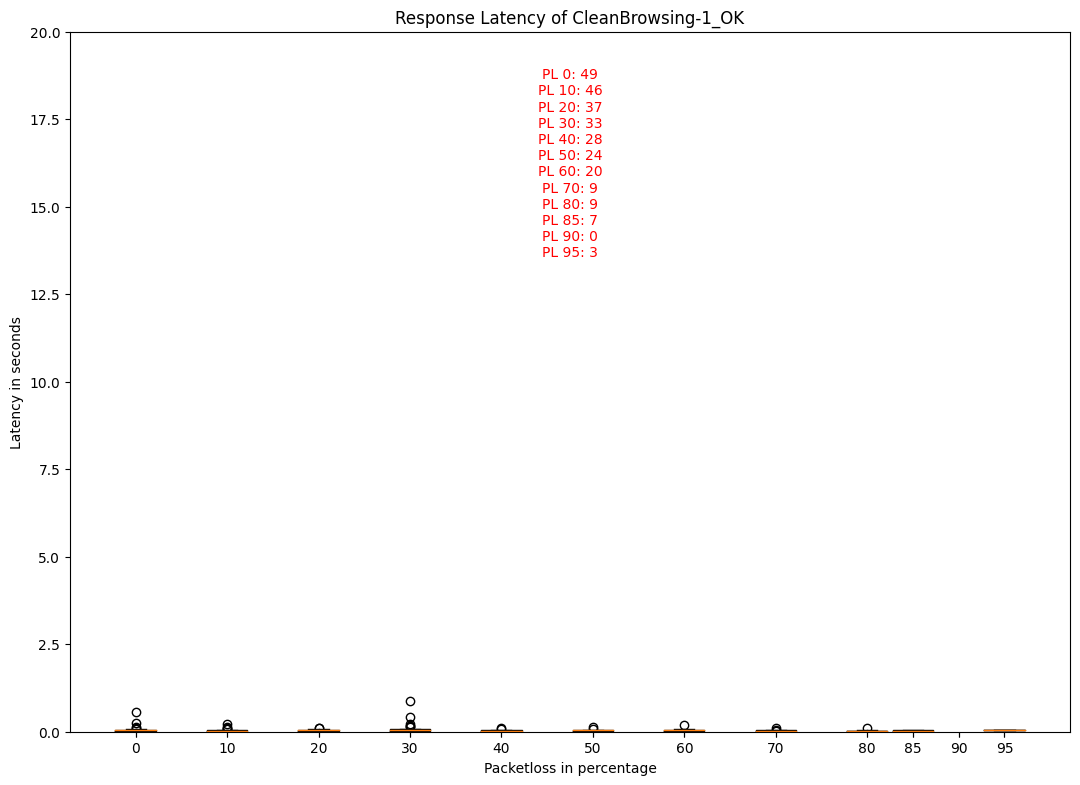 Response Latency of CleanBrowsing-1_OK
20.0
17.5
15.0
12.5
10.0
7.5
5.0
2.5
0.0
Latency in seconds
PL 0: 49
PL 10: 46
PL 20: 37
PL 30: 33
PL 40: 28
PL 50: 24
PL 60: 20
PL 70: 9
PL 80: 9
PL 85: 7
PL 90: 0
PL 95: 3
0 10 20 30 40 50 60 70 80 85 90 95
Packetloss in percentage